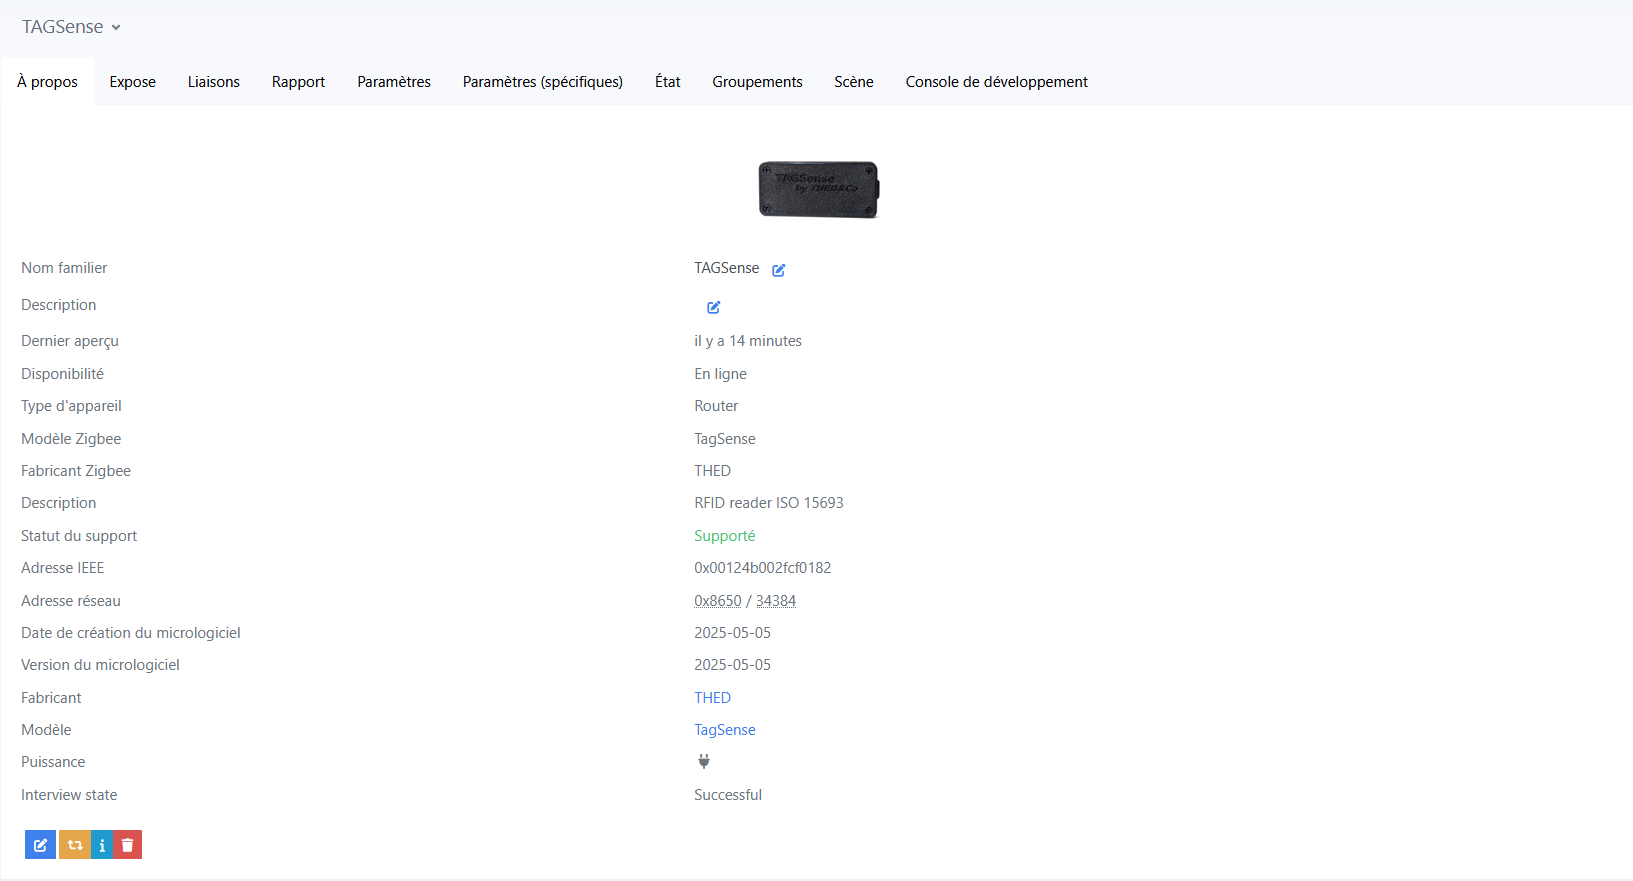 TAGSense
À propos Expose Liaisons Rapport Paramètres Paramètres (spécifiques) État Groupements Scène Console de développement
TAGSense
by THED&Co
Nom familier TAGSense
Description
Dernier aperçu il y a 14 minutes
Disponibilité En ligne
Type d'appareil Router
Modèle Zigbee TagSense
Fabricant Zigbee THED
Description RFID reader ISO 15693
Statut du support Supporté
Adresse IEEE 0x00124b002fcf0182
Adresse réseau 0x8650 / 34384
Date de création du micrologiciel 2025-05-05
Version du micrologiciel 2025-05-05
Fabricant THED
Modèle TagSense
Puissance
Interview state Successful